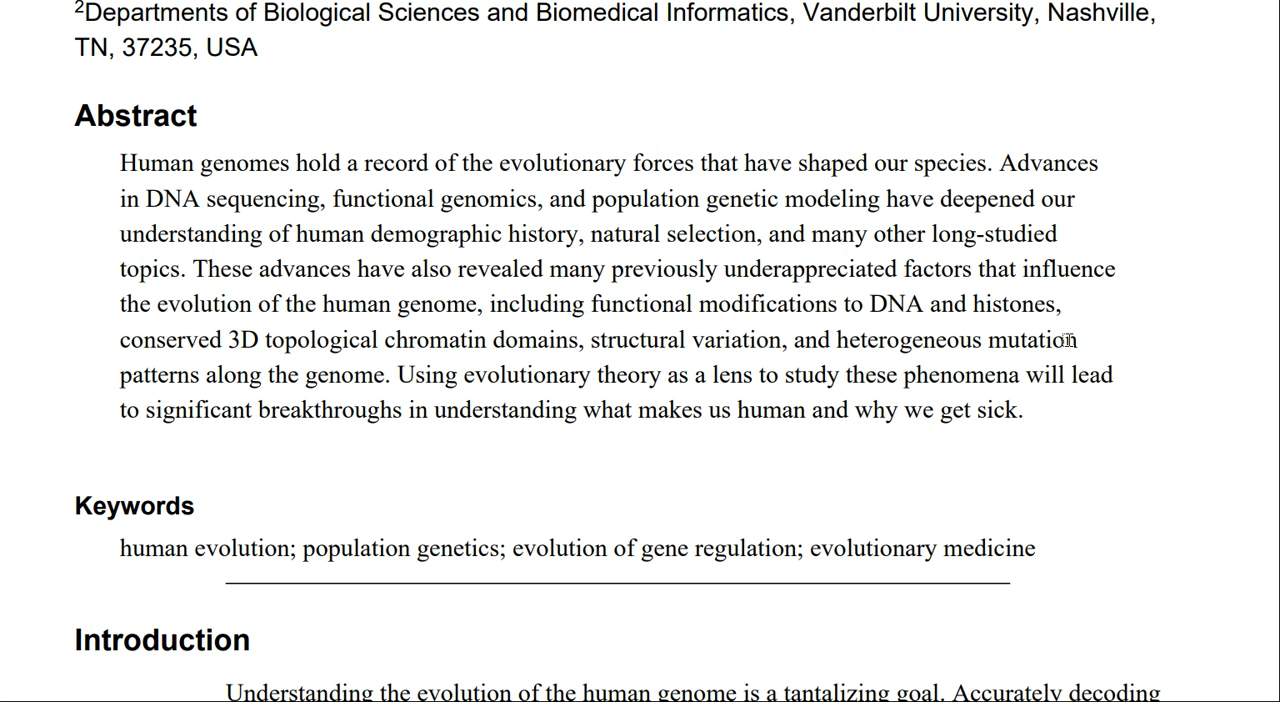 ²Departments of Biological Sciences and Biomedical Informatics, Vanderbilt University, Nashville,
TN, 37235, USA
Abstract
Human genomes hold a record of the evolutionary forces that have shaped our species. Advances
in DNA sequencing, functional genomics, and population genetic modeling have deepened our
understanding of human demographic history, natural selection, and many other long-studied
topics. These advances have also revealed many previously underappreciated factors that influence
the evolution of the human genome, including functional modifications to DNA and histones,
conserved 3D topological chromatin domains, structural variation, and heterogeneous mutation
patterns along the genome. Using evolutionary theory as a lens to study these phenomena will lead
to significant breakthroughs in understanding what makes us human and why we get sick.
Keywords
human evolution; population genetics; evolution of gene regulation; evolutionary medicine
Introduction
Understanding the evolution of the human genome is a tantalizing goal. Accurately decoding